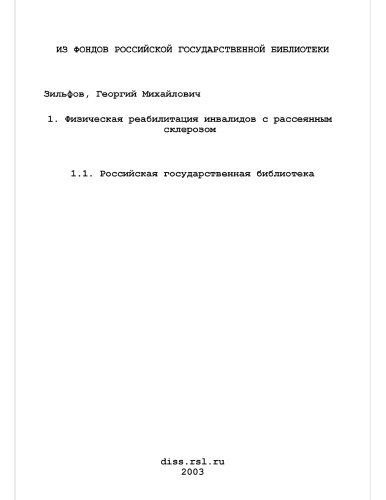 ИЗ ФОНДОВ РОССИЙСКОЙ ГОСУДАРСТВЕННОЙ БИБЛИОТЕКИ
Зильфов, Георгий Михайлович
1. Физическая реабилитация инвалидов с рассеянным
склерозом
1.1. Российская государственная библиотека
diss.rsl.ru
2003